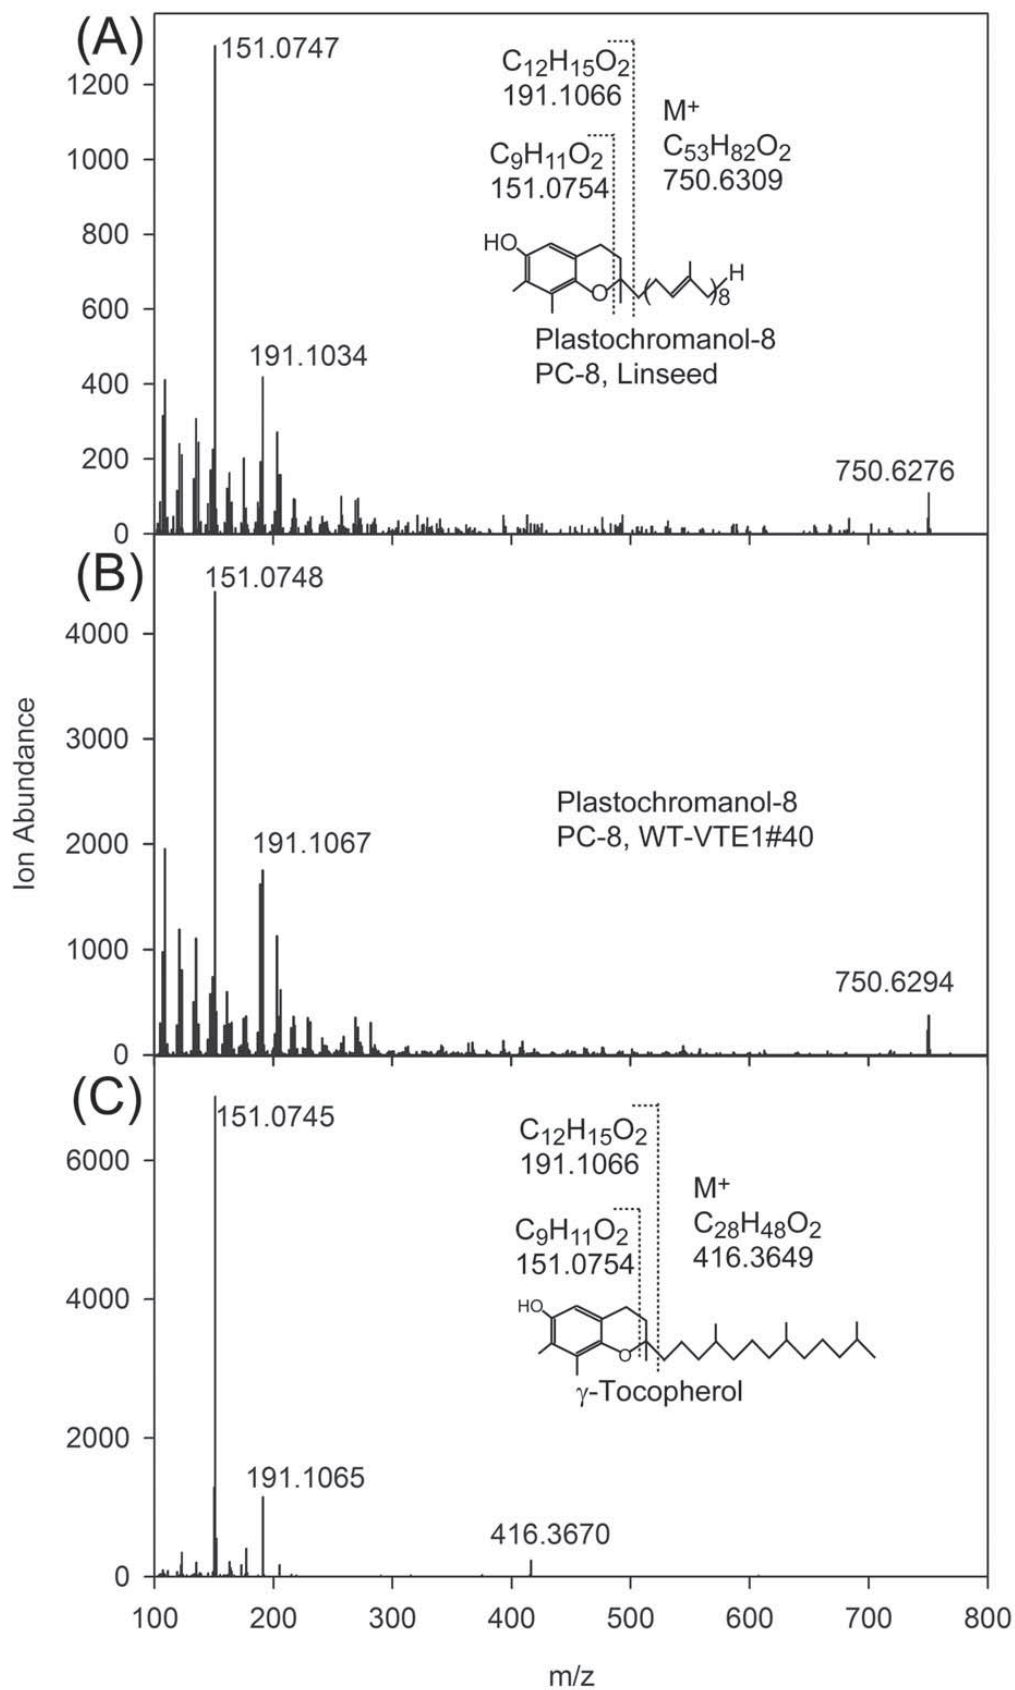 (A)
151.0747
C₁₂H₁₅O₂
191.1066
M⁺
C₅₃H₈₂O₂
750.6309
C₉H₁₁O₂
151.0754
HO
O
H
8
Plastochromanol-8
PC-8, Linseed
191.1034
750.6276
1200
1000
800
600
400
200
0
(B)
151.0748
191.1067
Plastochromanol-8
PC-8, WT-VTE1#40
750.6294
4000
3000
2000
1000
0
Ion Abundance
(C)
151.0745
C₁₂H₁₅O₂
191.1066
M⁺
C₂₈H₄₈O₂
416.3649
C₉H₁₁O₂
151.0754
HO
O
γ-Tocopherol
191.1065
416.3670
6000
4000
2000
0
100 200 300 400 500 600 700 800
m/z